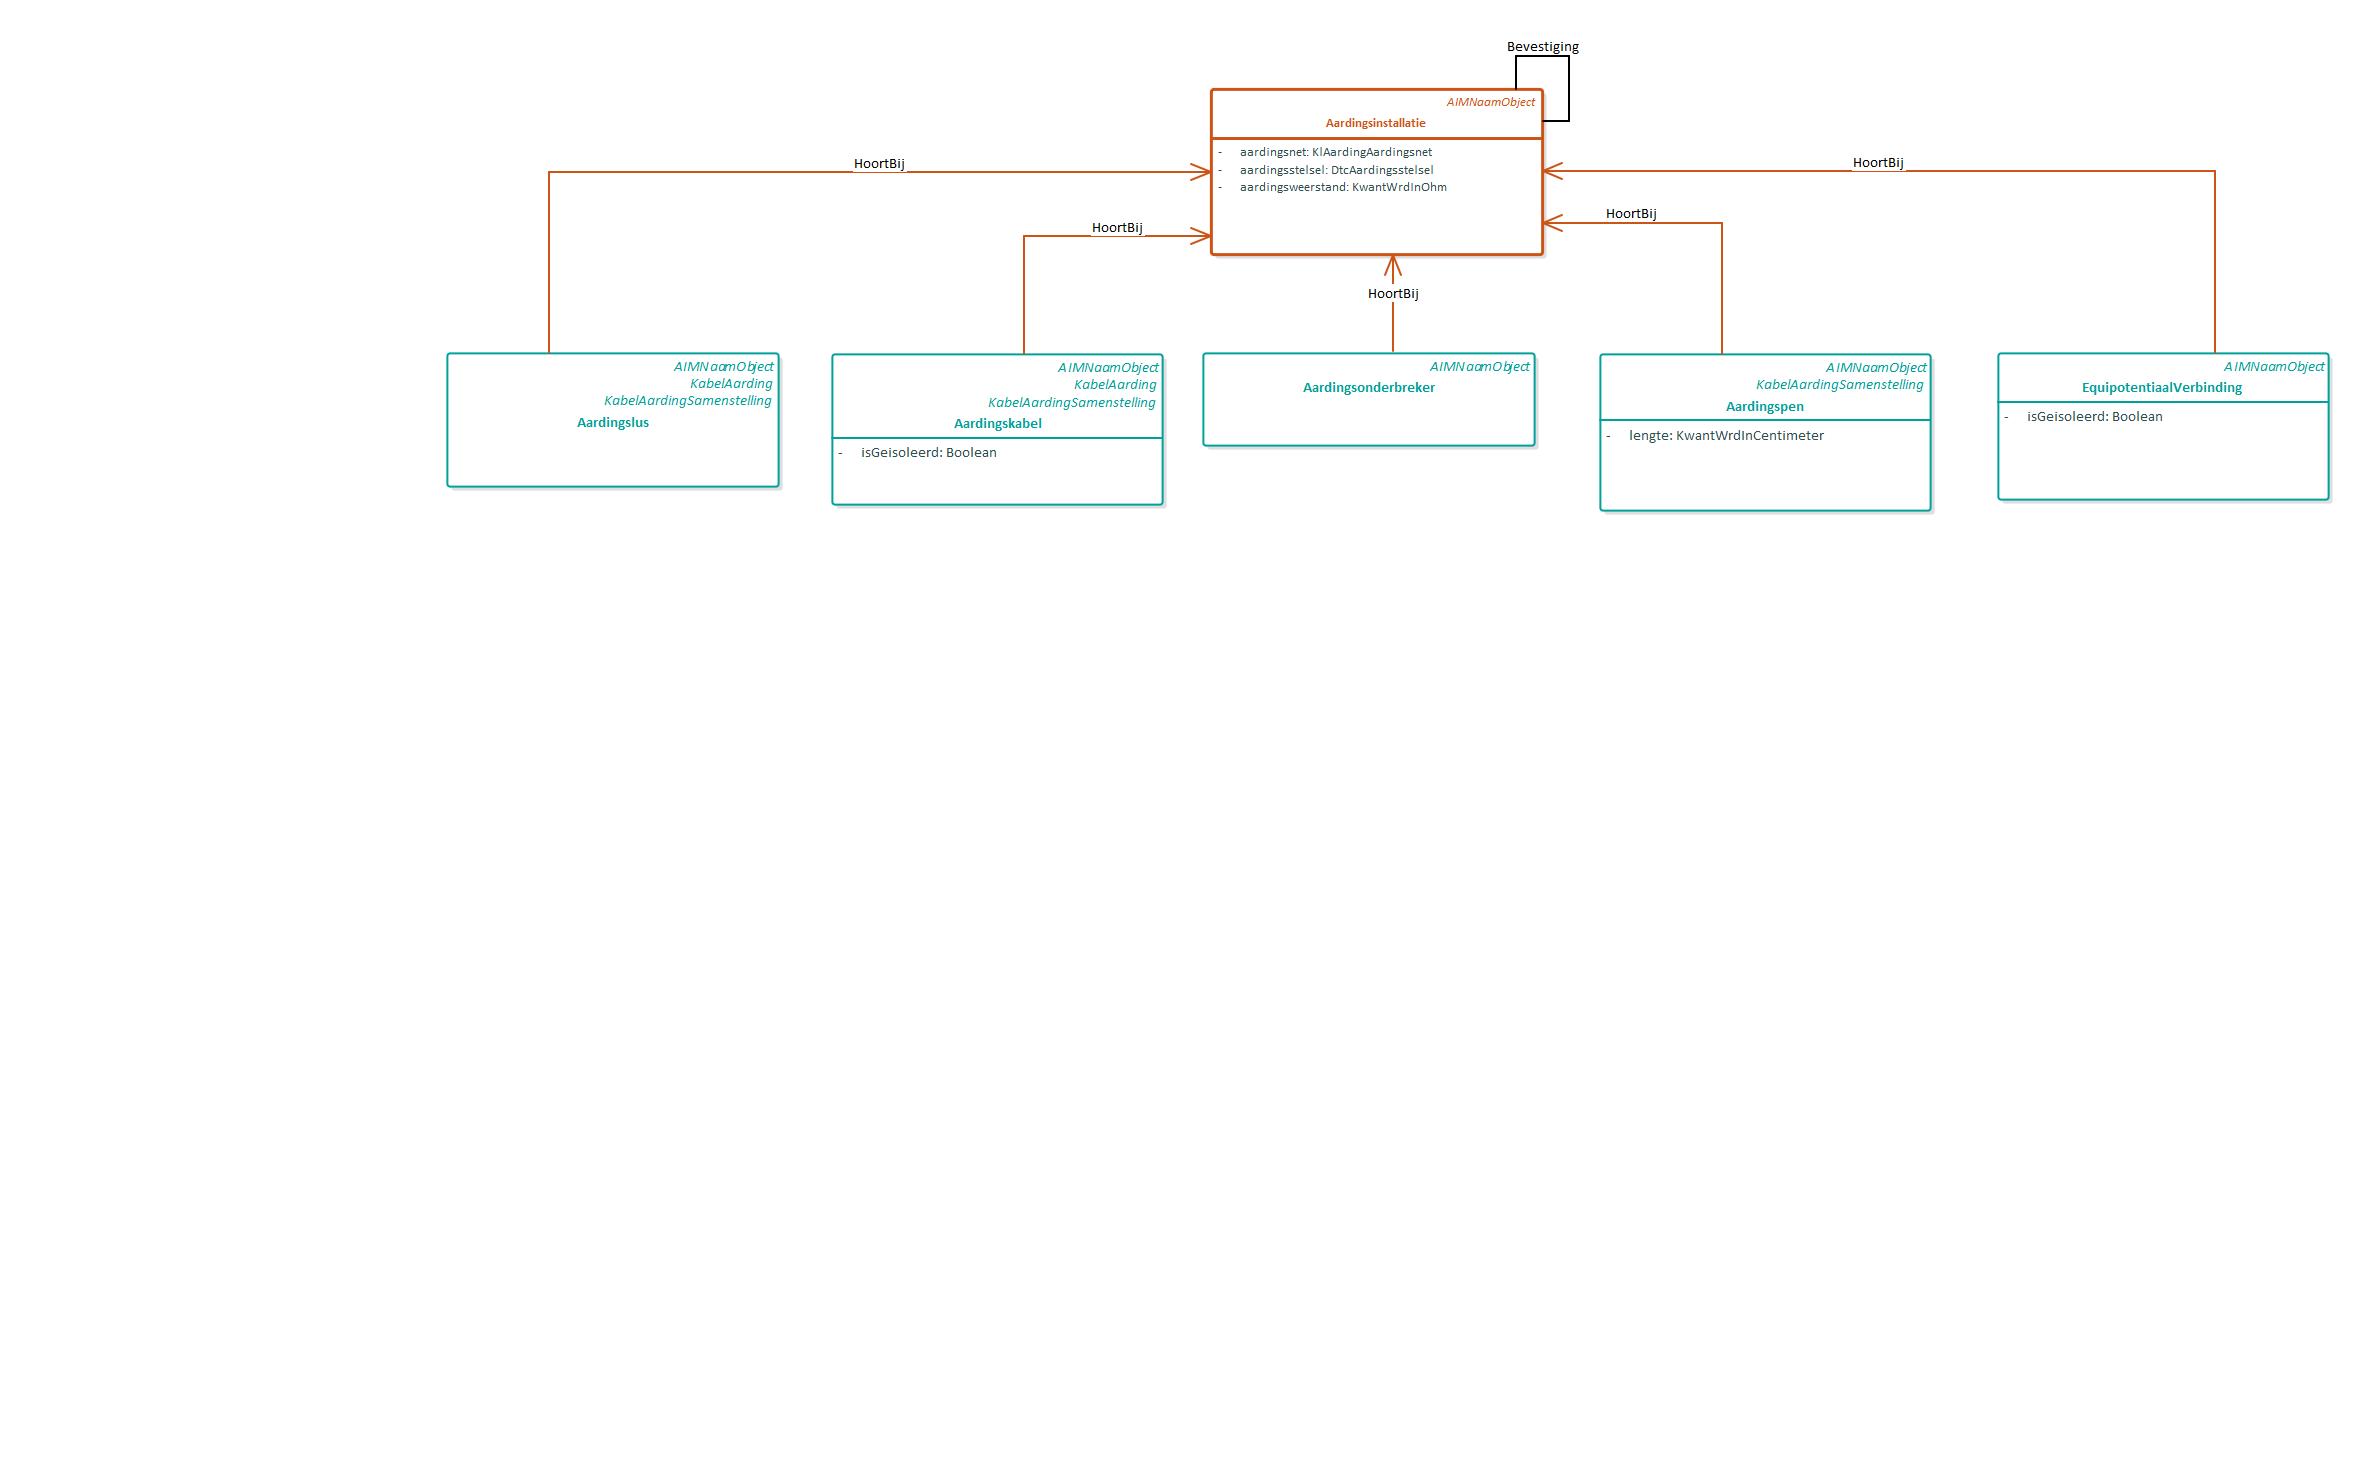 Bevestiging
AIMNaamObject
Aardingsinstallatie
- aardingsnet: KlAardingAardingsnet
- aardingsstelsel: DtcAardingsstelsel
- aardingsweerstand: KwantWrdInOhm
HoortBij
HoortBij
HoortBij
HoortBij
HoortBij
AIMNaamObject
KabelAarding
KabelAardingSamenstelling
Aardingslus
AIMNaamObject
KabelAarding
KabelAardingSamenstelling
Aardingskabel
- isGeisoleerd: Boolean
AIMNaamObject
Aardingsonderbreker
AIMNaamObject
KabelAardingSamenstelling
Aardingspen
- lengte: KwantWrdInCentimeter
AIMNaamObject
EquipotentiaalVerbinding
- isGeisoleerd: Boolean